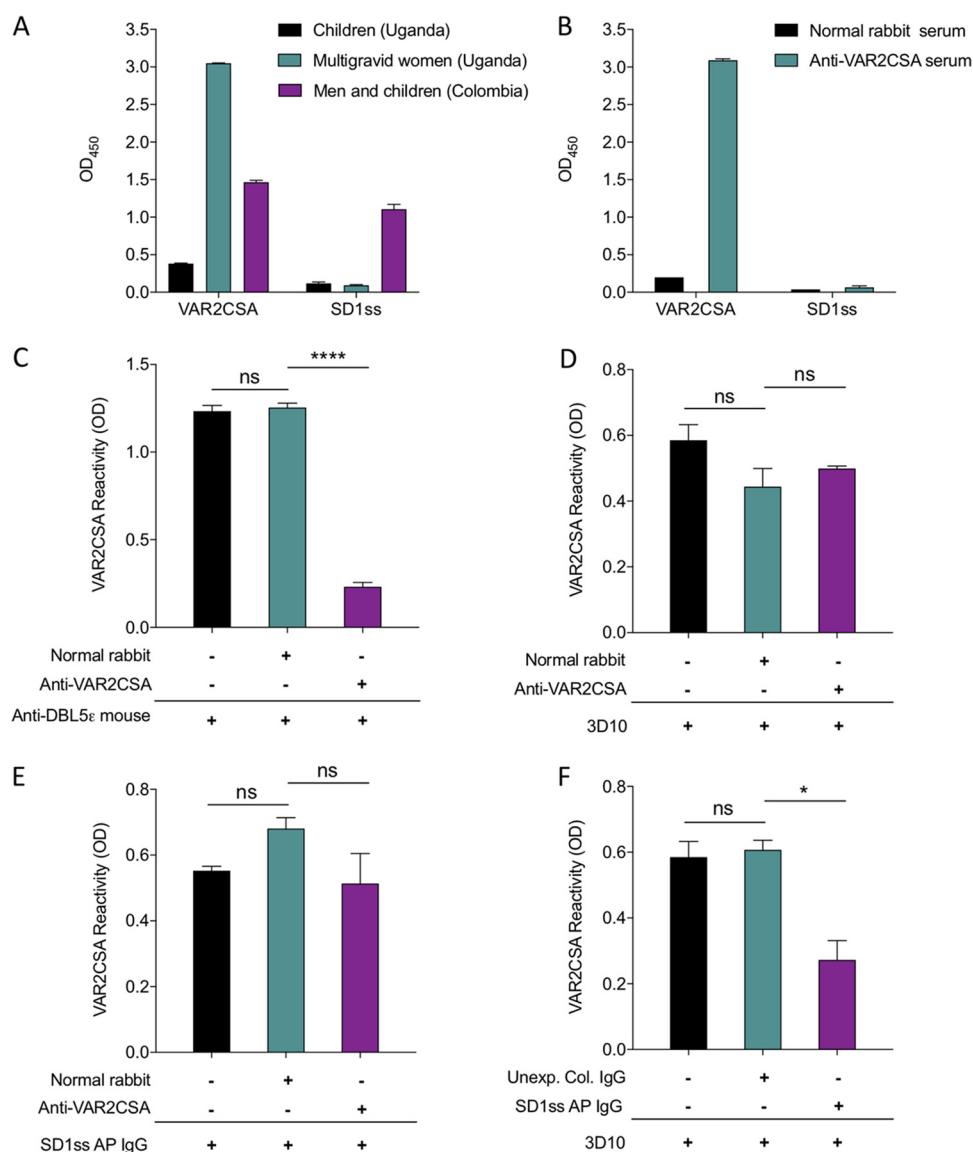 A
3.5
3.0
2.5
2.0
1.5
1.0
0.5
0.0
OD450
Children (Uganda)
Multigravid women (Uganda)
Men and children (Colombia)
VAR2CSA SD1ss
B
3.5
3.0
2.5
2.0
1.5
1.0
0.5
0.0
OD450
Normal rabbit serum
Anti-VAR2CSA serum
VAR2CSA SD1ss
C
1.5
1.0
0.5
0.0
VAR2CSA Reactivity (OD)
ns ****
Normal rabbit - + -
Anti-VAR2CSA - - +
Anti-DBL5ε mouse + + +
D
0.8
0.6
0.4
0.2
0.0
VAR2CSA Reactivity (OD)
ns ns
Normal rabbit - + -
Anti-VAR2CSA - - +
3D10 + + +
E
0.8
0.6
0.4
0.2
0.0
VAR2CSA Reactivity (OD)
ns ns
Normal rabbit - + -
Anti-VAR2CSA - - +
SD1ss AP IgG + + +
F
0.8
0.6
0.4
0.2
0.0
VAR2CSA Reactivity (OD)
ns *
Unexp. Col. IgG - + -
SD1ss AP IgG - - +
3D10 + + +